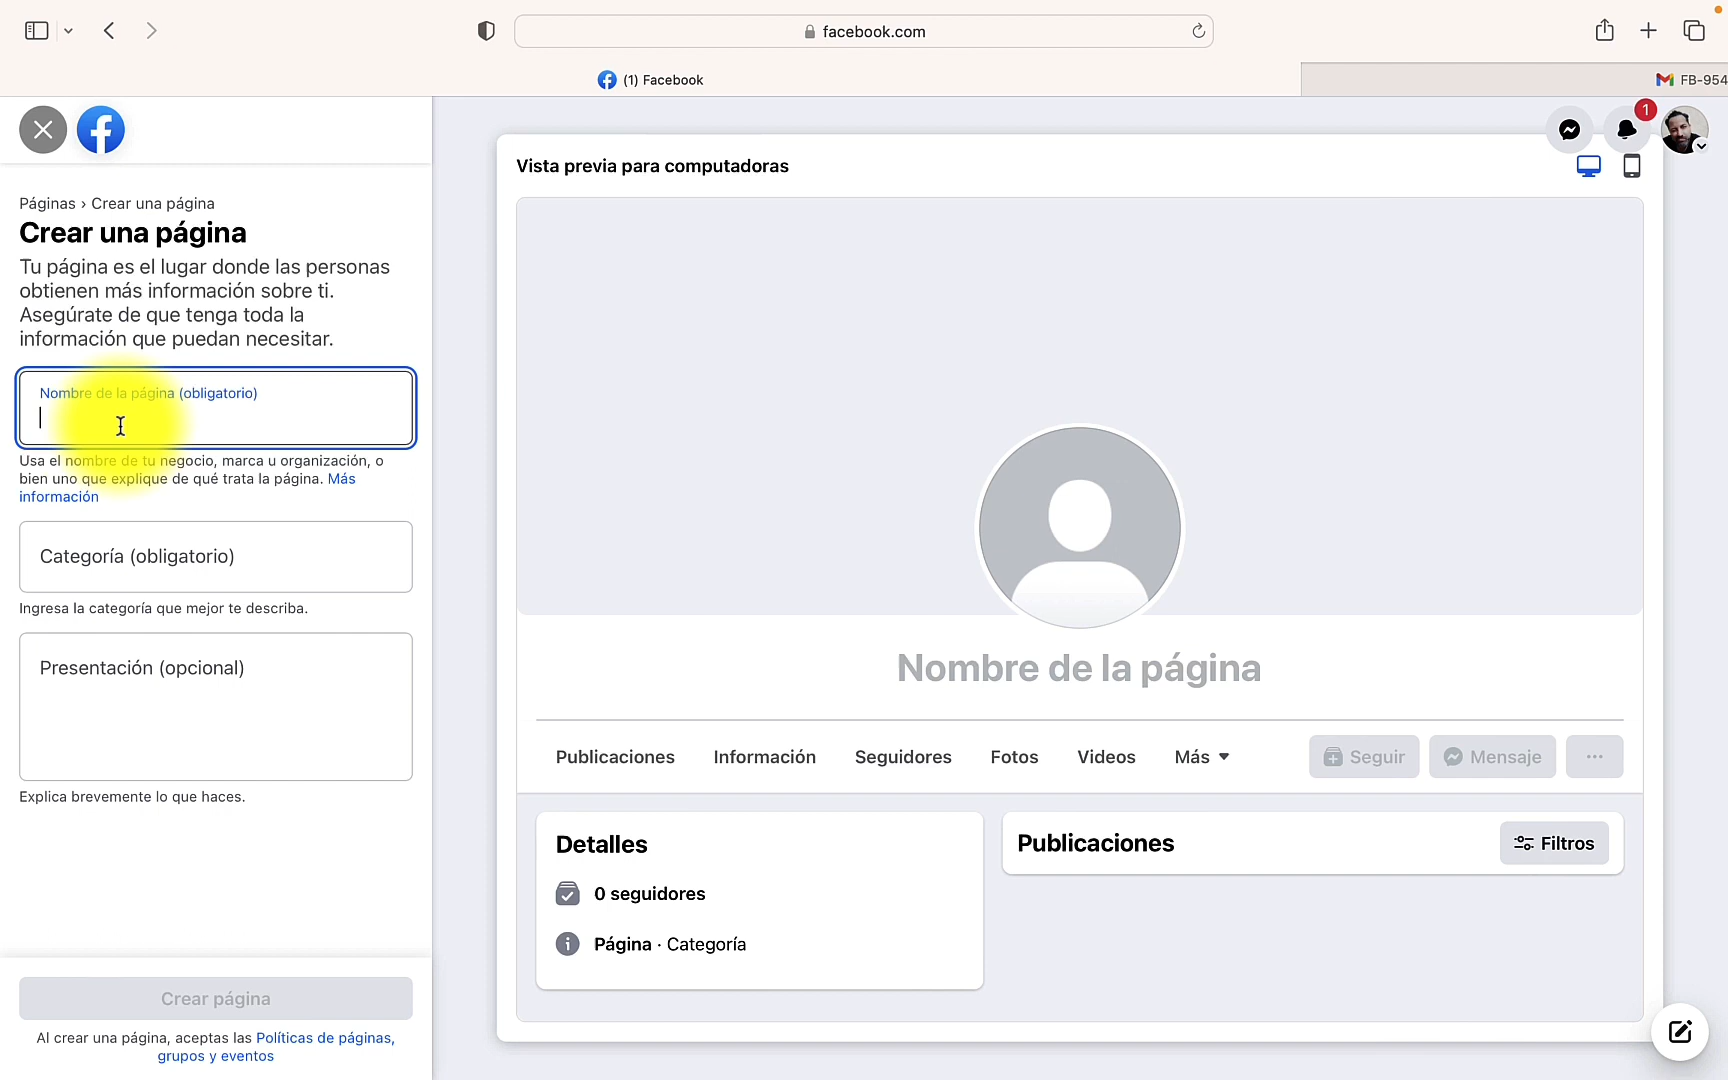 facebook.com
(1) Facebook
FB-954
1
Páginas › Crear una página
Crear una página
Tu página es el lugar donde las personas
obtienen más información sobre ti.
Asegúrate de que tenga toda la
información que puedan necesitar.
Nombre de la página (obligatorio)
Usa el nombre de tu negocio, marca u organización, o
bien uno que explique de qué trata la página. Más
información
Categoría (obligatorio)
Ingresa la categoría que mejor te describa.
Presentación (opcional)
Explica brevemente lo que haces.
Crear página
Al crear una página, aceptas las Políticas de páginas,
grupos y eventos
Vista previa para computadoras
Nombre de la página
Publicaciones Información Seguidores Fotos Videos Más Seguir Mensaje ...
Detalles
0 seguidores
Página · Categoría
Publicaciones
Filtros